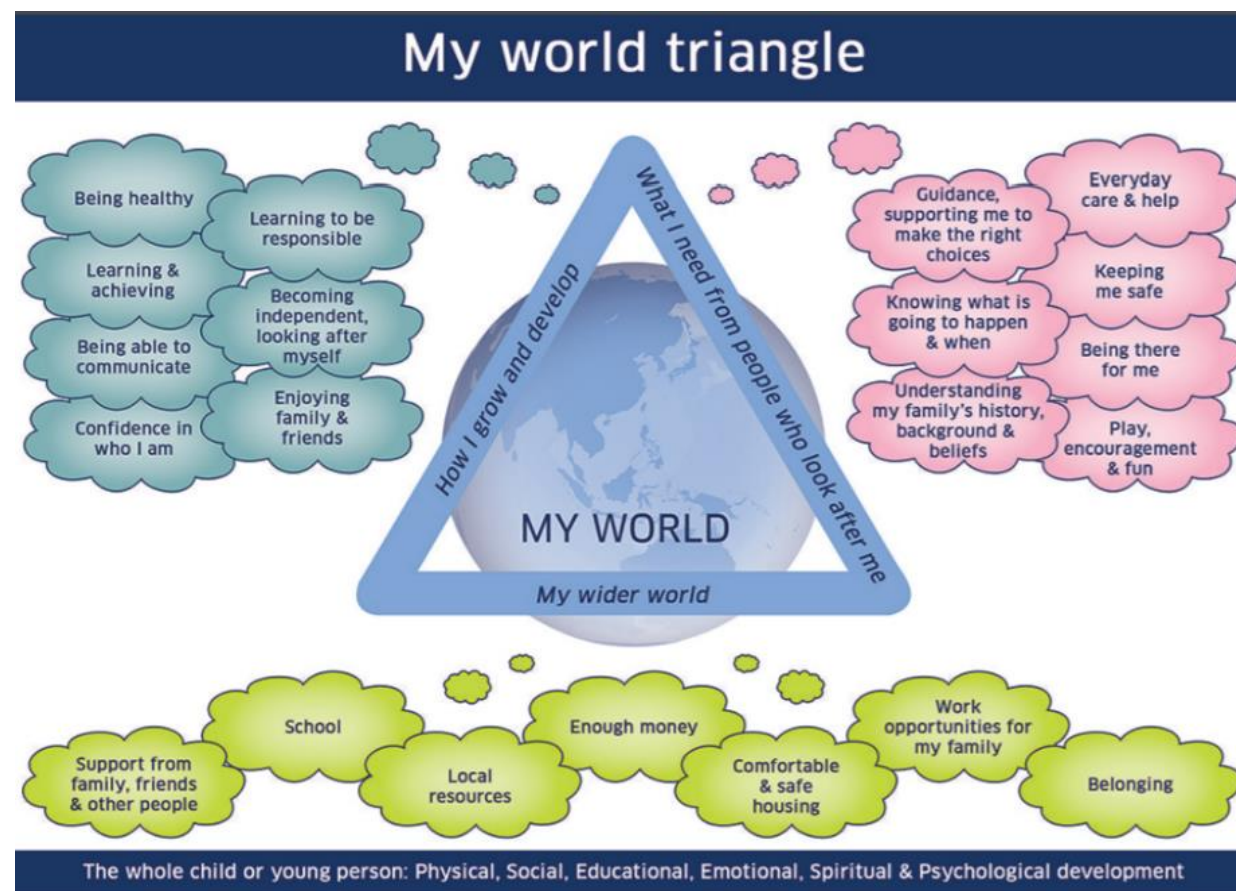 My world triangle
Being healthy
Learning to be
responsible
Learning &
achieving
Becoming
independent,
looking after
myself
Being able to
communicate
Enjoying
family &
friends
Confidence in
who I am
How I grow and develop
What I need from people who look after me
MY WORLD
My wider world
Guidance,
supporting me to
make the right
choices
Everyday
care & help
Keeping
me safe
Knowing what is
going to happen
& when
Being there
for me
Understanding
my family's history,
background &
beliefs
Play,
encouragement
& fun
Support from
family, friends
& other people
School
Local
resources
Enough money
Comfortable
& safe
housing
Work
opportunities for
my family
Belonging
The whole child or young person: Physical, Social, Educational, Emotional, Spiritual & Psychological development